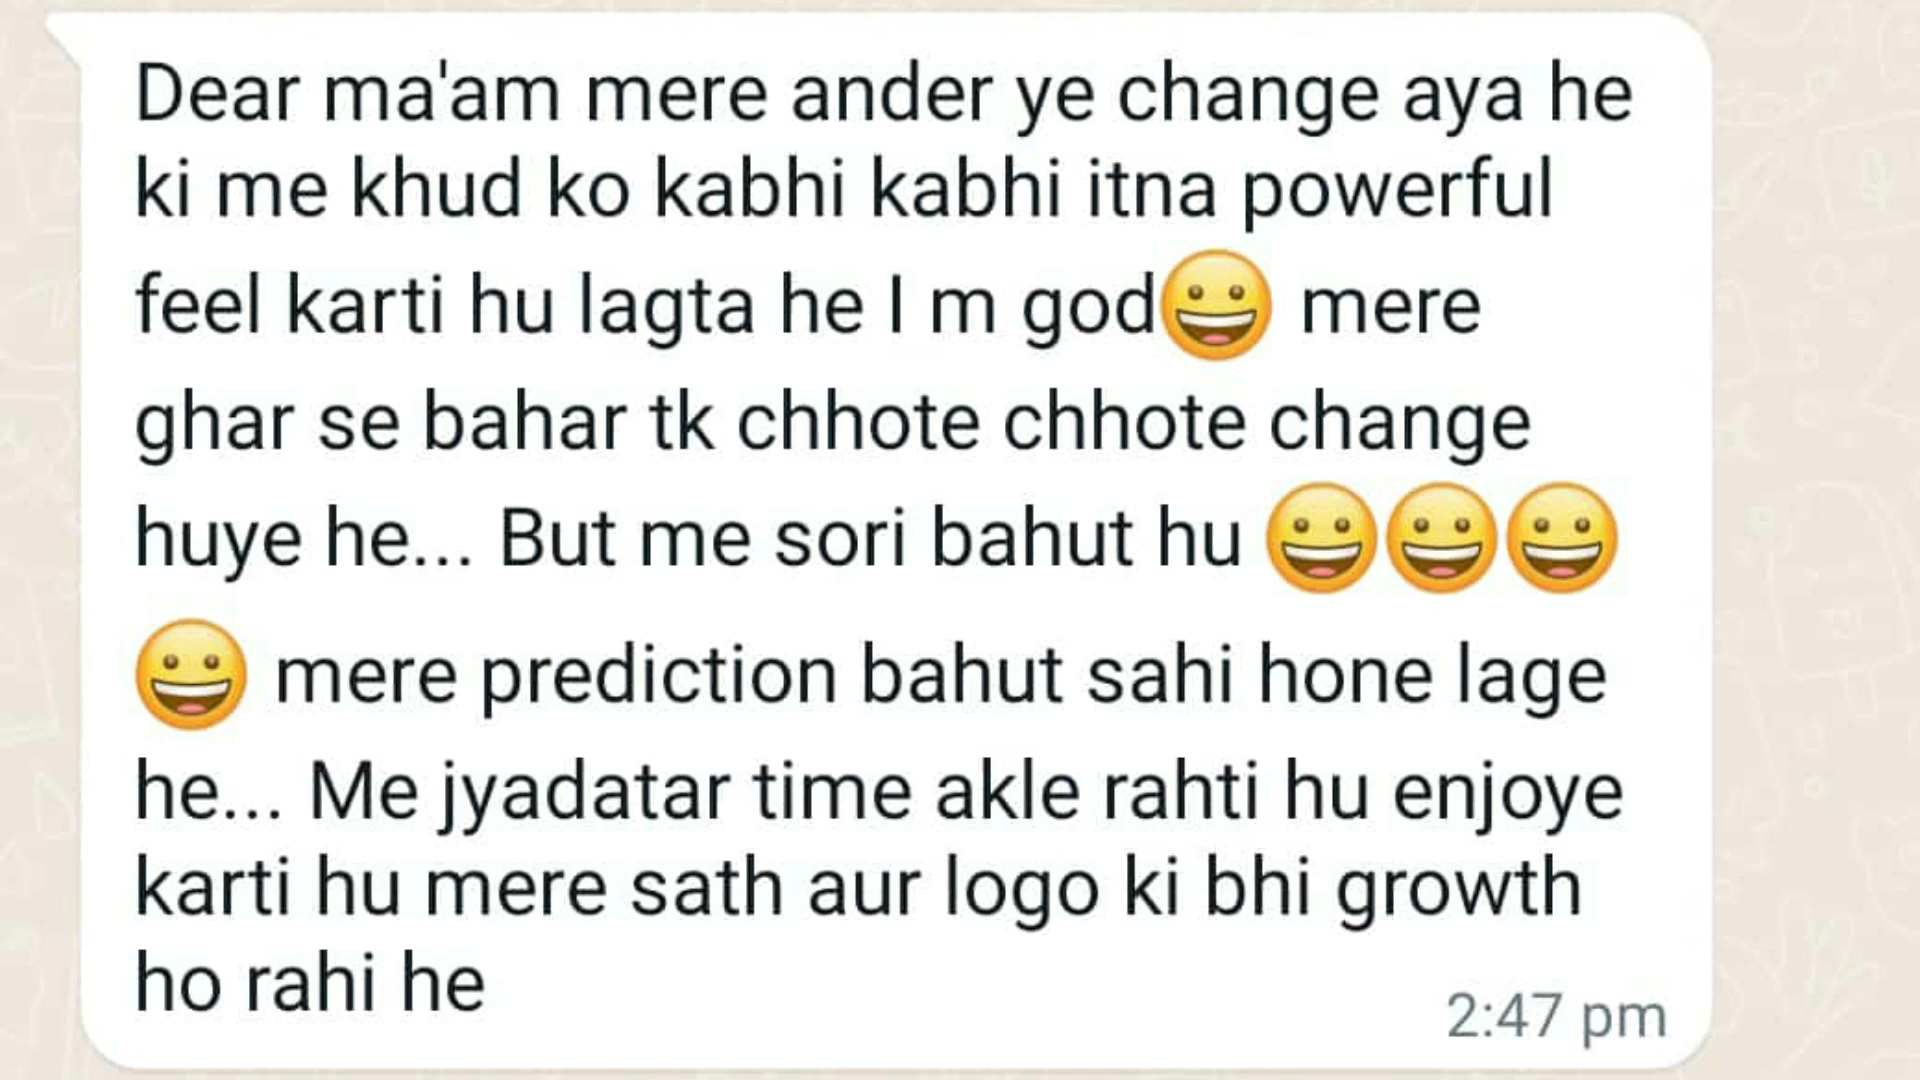 Dear ma'am mere ander ye change aya he
ki me khud ko kabhi kabhi itna powerful
feel karti hu lagta he I m god😀 mere
ghar se bahar tk chhote chhote change
huye he... But me sori bahut hu 😀😀😀
😀 mere prediction bahut sahi hone lage
he... Me jyadatar time akle rahti hu enjoye
karti hu mere sath aur logo ki bhi growth
ho rahi he
2:47 pm